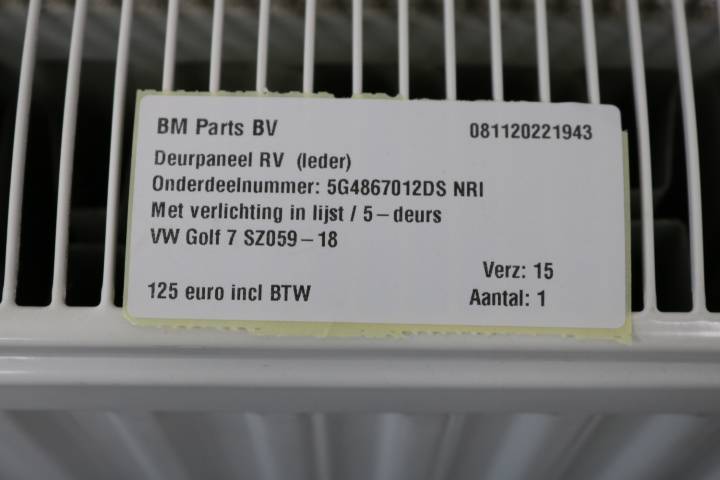 BM Parts BV 081120221943
Deurpaneel RV (leder)
Onderdeelnummer: 5G4867012DS NRI
Met verlichting in lijst / 5-deurs
VW Golf 7 SZ059-18
Verz: 15
125 euro incl BTW Aantal: 1